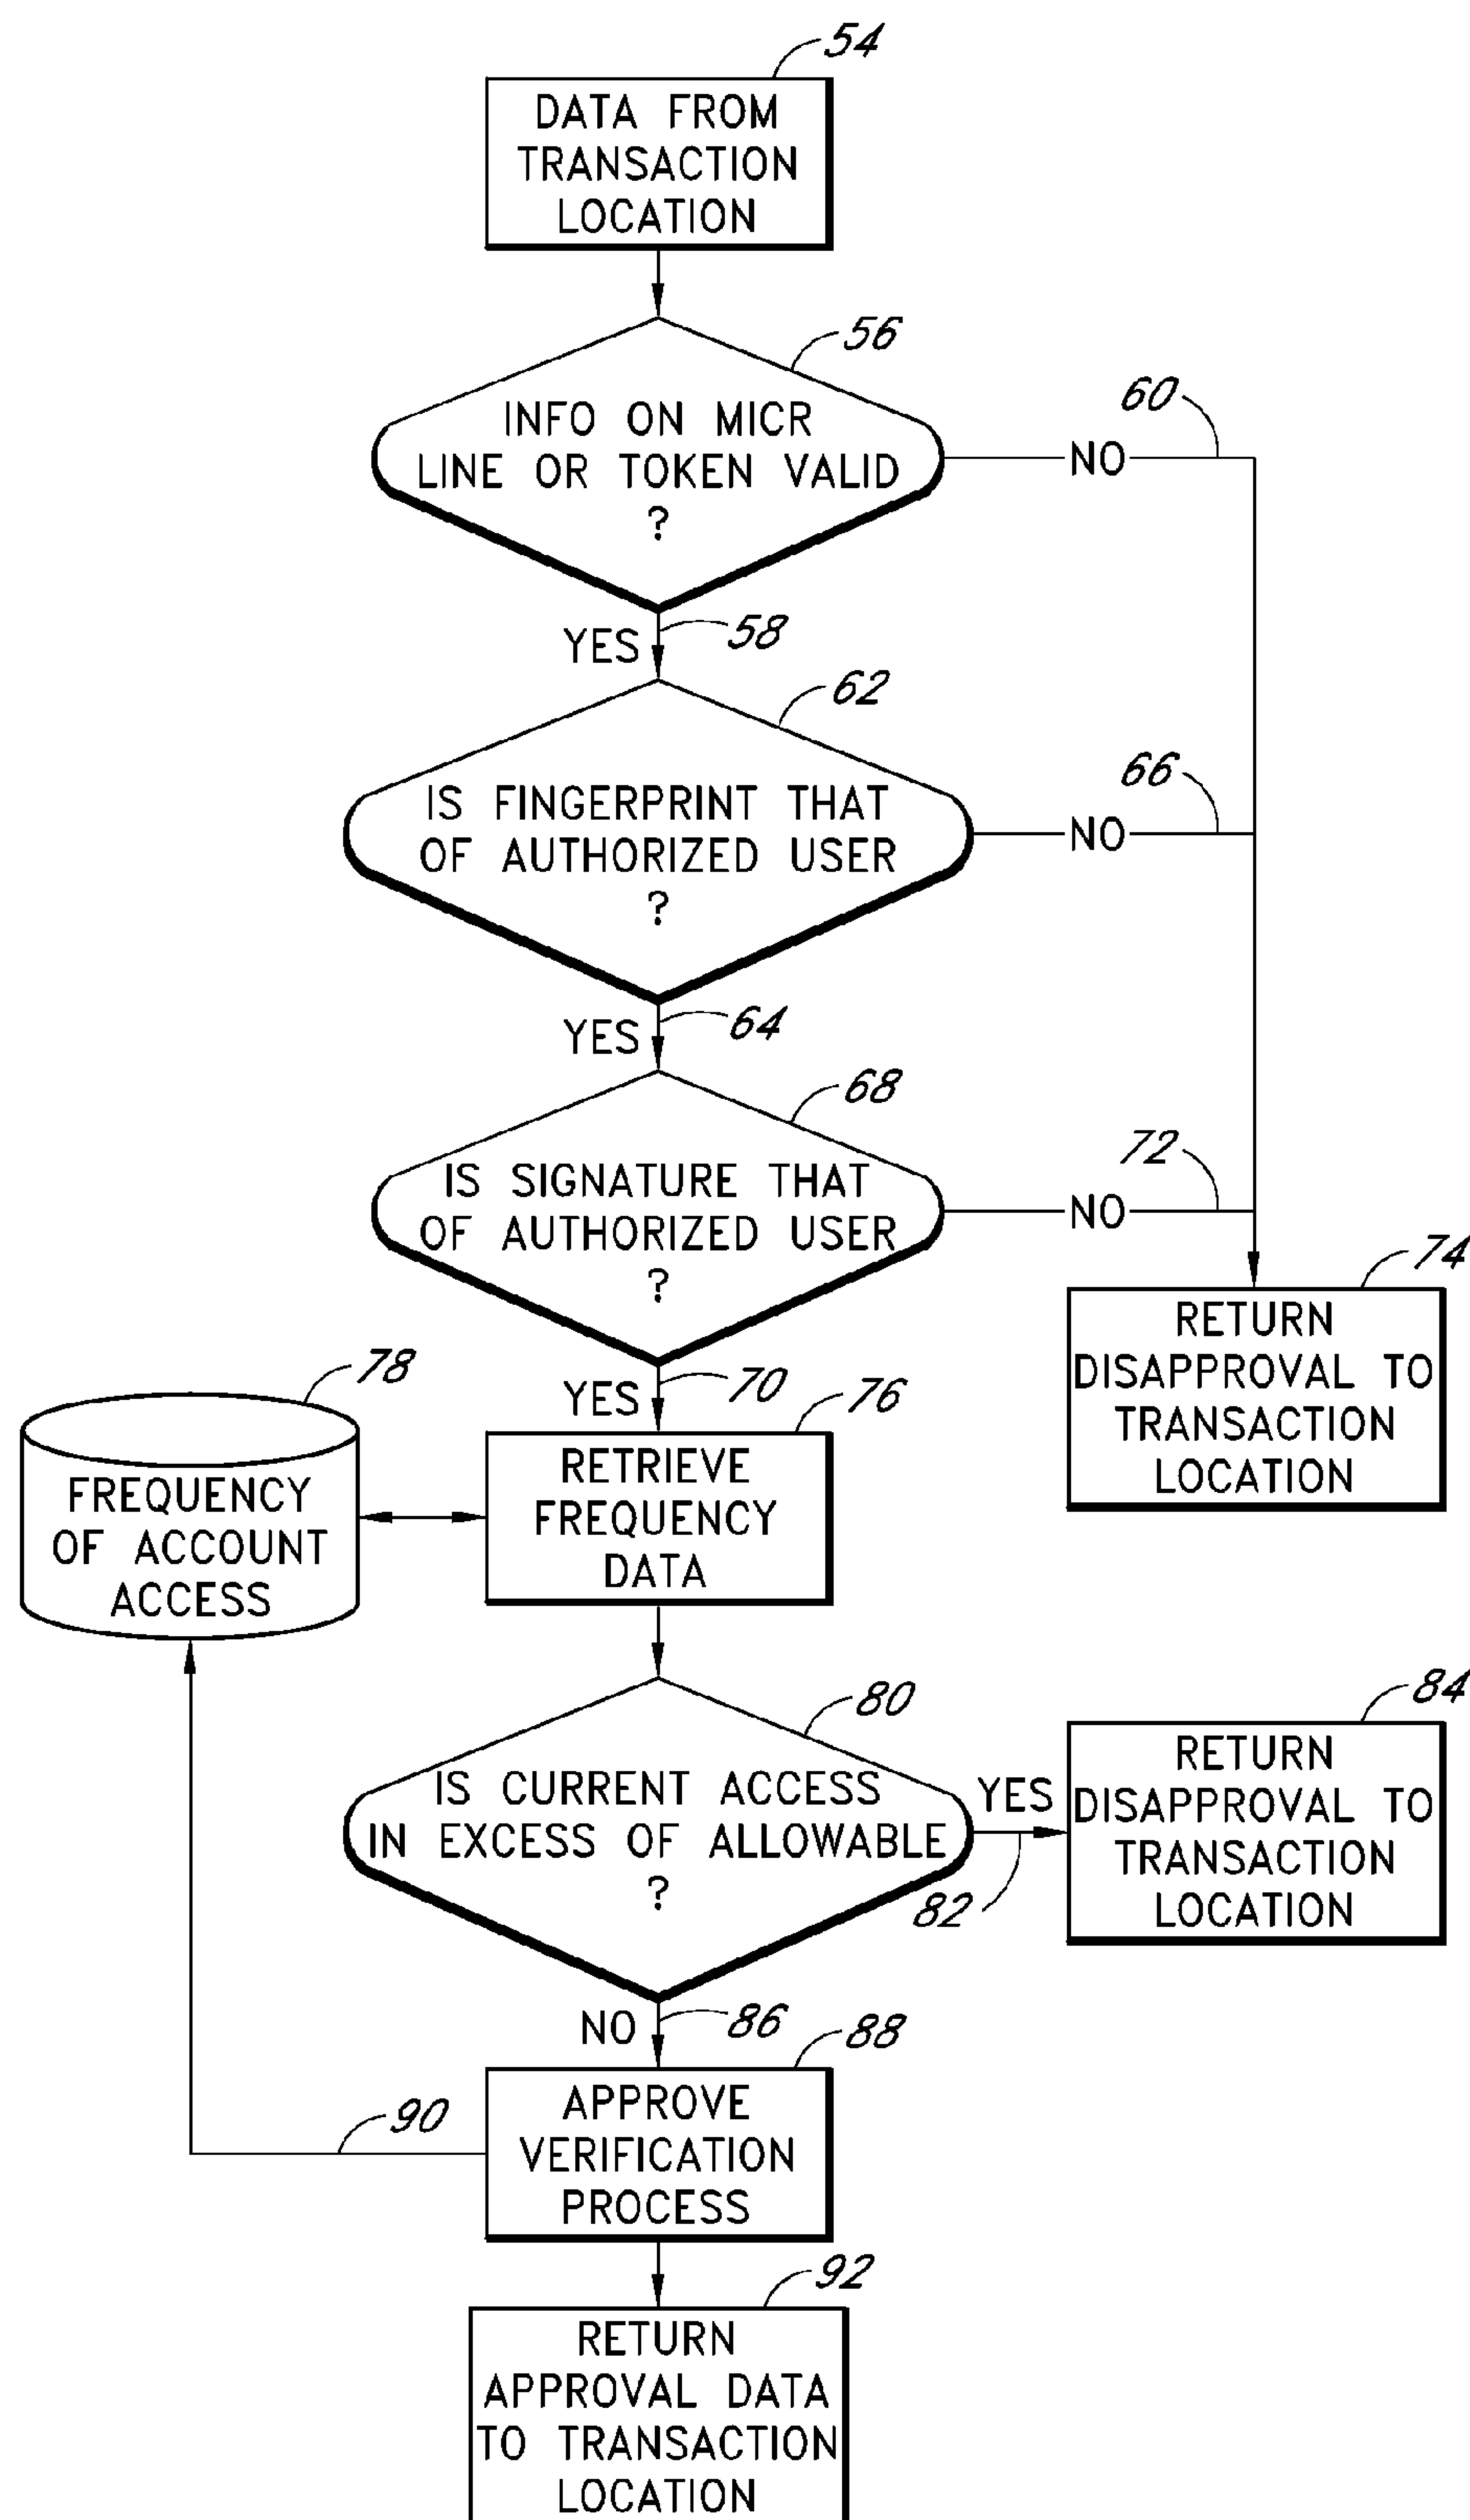 54
DATA FROM
TRANSACTION
LOCATION
56
INFO ON MICR
LINE OR TOKEN VALID
?
60
NO
YES
58
62
IS FINGERPRINT THAT
OF AUTHORIZED USER
?
66
NO
YES
64
68
IS SIGNATURE THAT
OF AUTHORIZED USER
?
72
NO
74
RETURN
DISAPPROVAL TO
TRANSACTION
LOCATION
YES
70
76
78
FREQUENCY
OF ACCOUNT
ACCESS
RETRIEVE
FREQUENCY
DATA
80
IS CURRENT ACCESS
IN EXCESS OF ALLOWABLE
?
YES
82
84
RETURN
DISAPPROVAL TO
TRANSACTION
LOCATION
NO
86
88
APPROVE
VERIFICATION
PROCESS
90
92
RETURN
APPROVAL DATA
TO TRANSACTION
LOCATION